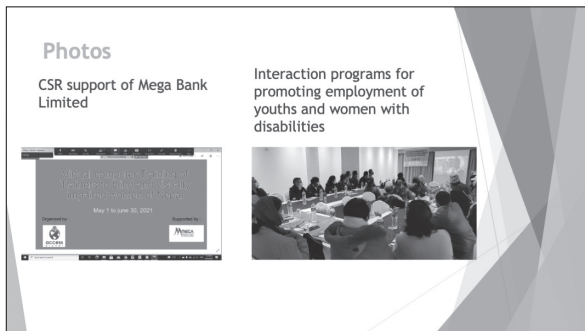 Photos
CSR support of Mega Bank
Limited
Interaction programs for
promoting employment of
youths and women with
disabilities
May 1 to june 30, 2021
Organized by
Supported by
MEGA